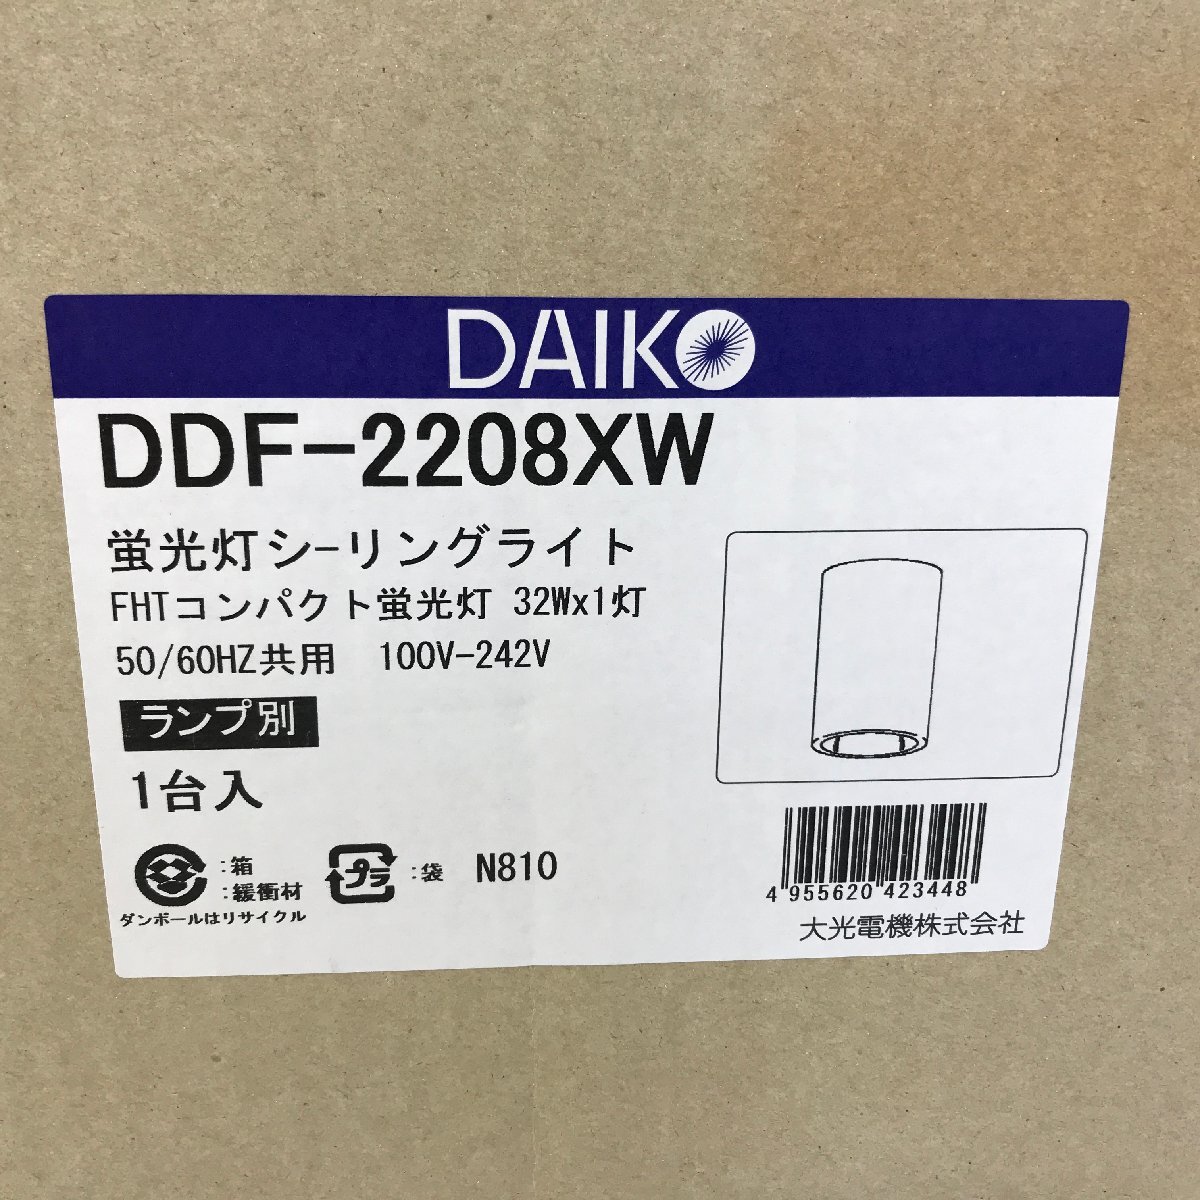 DAIKO
DDF-2208XW
蛍光灯シーリングライト
FHTコンパクト蛍光灯 32Wx1灯
50/60HZ共用 100V-242V
ランプ別
1台入
:箱
:緩衝材
ダンボールはリサイクル
プラ
:袋
N810
4 955620 423448
大光電機株式会社